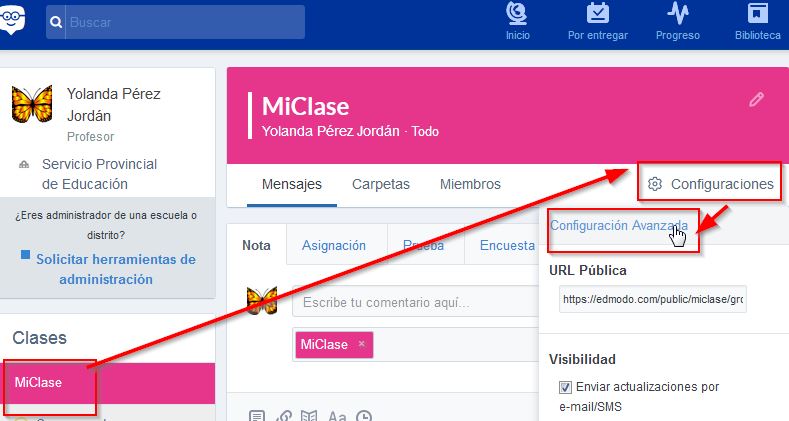 Buscar
Inicio
Por entregar
Progreso
Biblioteca
Yolanda Pérez
Jordán
Profesor
Servicio Provincial
de Educación
¿Eres administrador de una escuela o
distrito?
Solicitar herramientas de
administración
Clases
MiClase
MiClase
Yolanda Pérez Jordán · Todo
Mensajes
Carpetas
Miembros
Configuraciones
Nota
Asignación
Prueba
Encuesta
Escribe tu comentario aquí...
MiClase ×
Aa
Configuración Avanzada
URL Pública
https://edmodo.com/public/miclase/gro
Visibilidad
Enviar actualizaciones por
e-mail/SMS